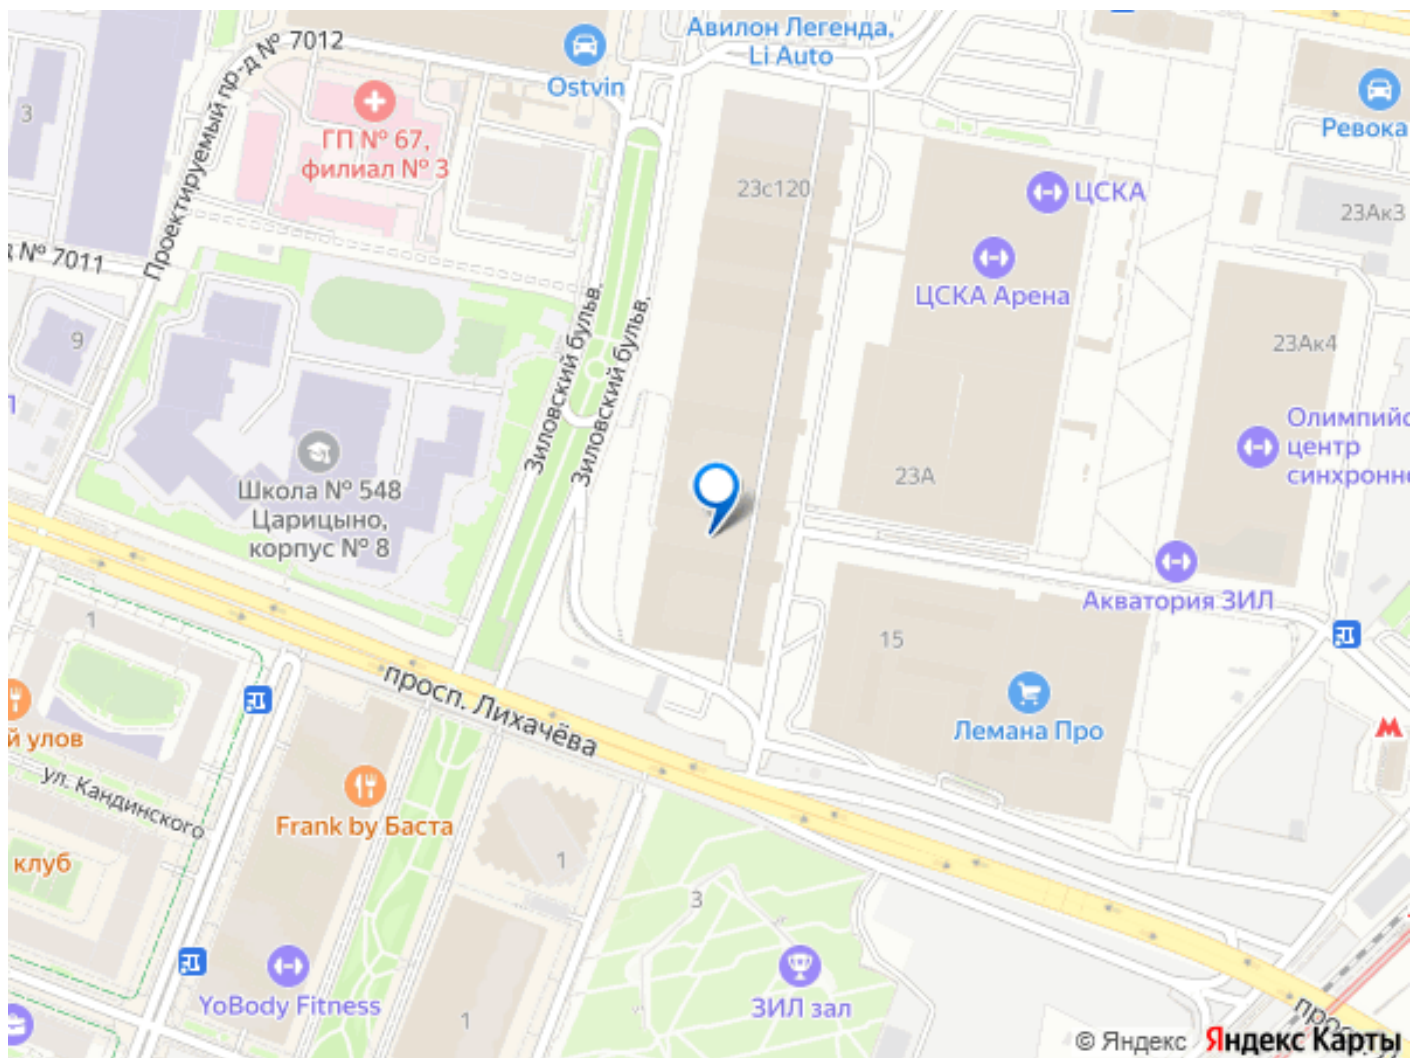 Проектируемый пр-д № 7012
Авилон Легенда,
Li Auto
Ostvin
3
ГП № 67,
филиал № 3
Ревока
23с120
ЦСКА
23Ак3
№ 7011
ЦСКА Арена
Зиловский бульв.
Зиловский бульв.
9
23Ак4
Олимпийс
центр
синхронн
23А
Школа № 548
Царицыно,
корпус № 8
Акватория ЗИЛ
1
15
просп. Лихачёва
Лемана Про
й улов
ул. Кандинского
Frank by Баста
клуб
1
3
YoBody Fitness
ЗИЛ зал
1
© Яндекс Яндекс Карты